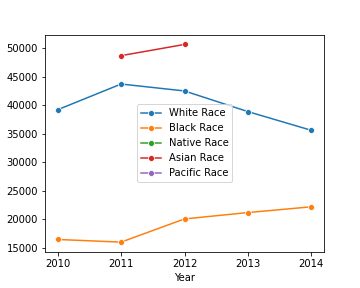 50000
45000
40000
35000
30000
25000
20000
15000
White Race
Black Race
Native Race
Asian Race
Pacific Race
2010 2011 2012 2013 2014
Year